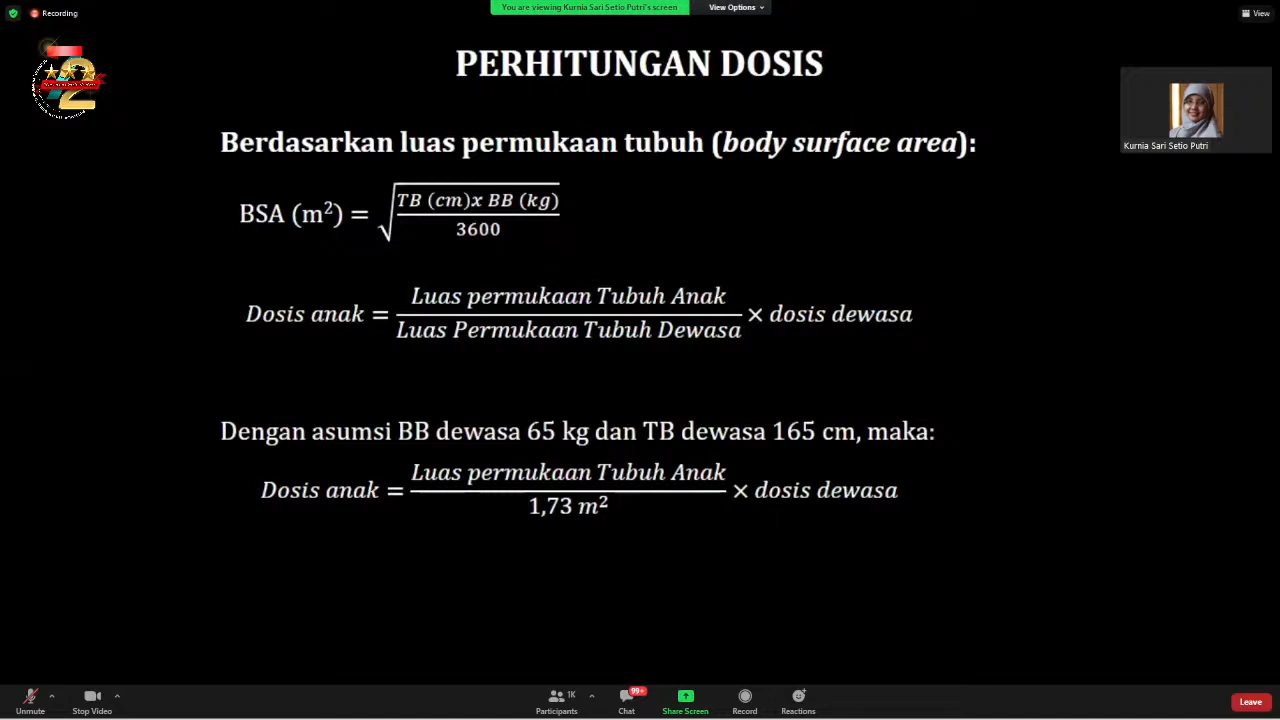 Recording
You are viewing Kurnia Sari Setio Putri's screen
View Options
View
PERHITUNGAN DOSIS
Kurnia Sari Setio Putri
Berdasarkan luas permukaan tubuh (body surface area):
BSA (m²) = √(TB (cm)x BB (kg) / 3600)
Dosis anak = Luas permukaan Tubuh Anak / Luas Permukaan Tubuh Dewasa × dosis dewasa
Dengan asumsi BB dewasa 65 kg dan TB dewasa 165 cm, maka:
Dosis anak = Luas permukaan Tubuh Anak / 1,73 m² × dosis dewasa
Unmute
Stop Video
1K
Participants
99+
Chat
Share Screen
Record
Reactions
Leave